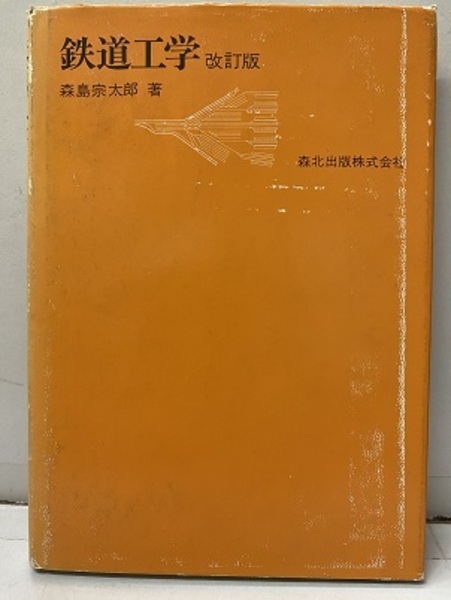 鉄道工学 改訂版
森島宗太郎 著
森北出版株式会社